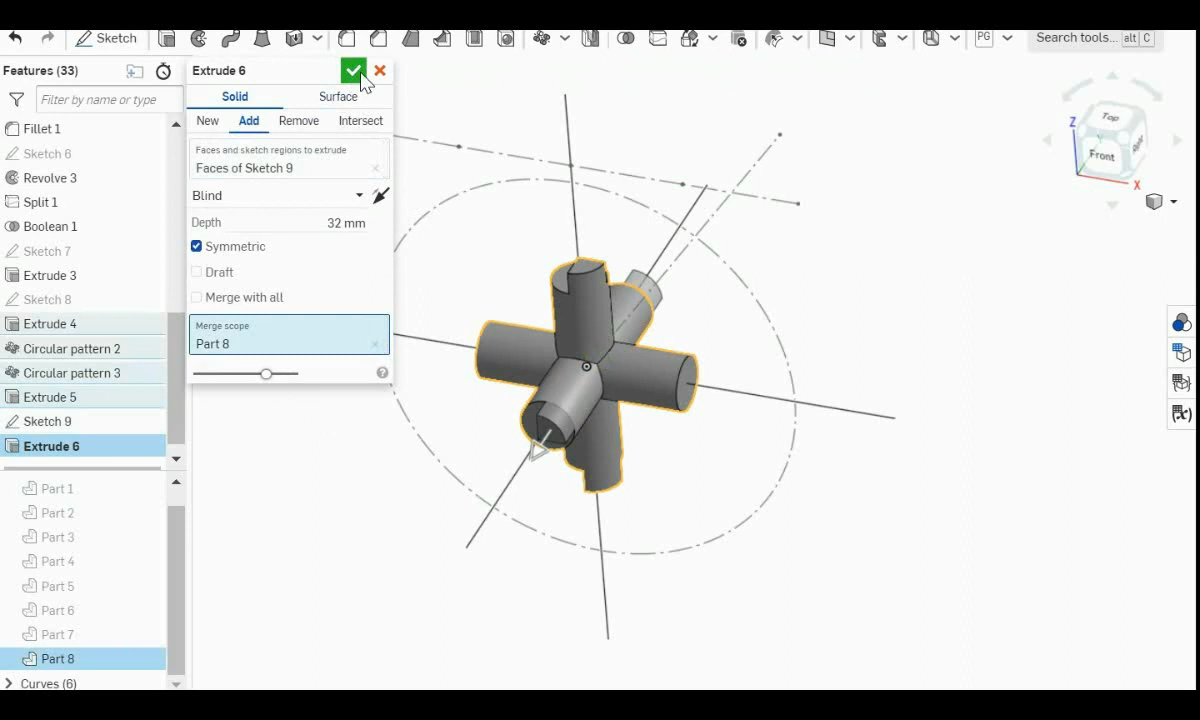 Sketch
PG
Search tools... alt C
Features (33)
Filter by name or type
Fillet 1
Sketch 6
Revolve 3
Split 1
Boolean 1
Sketch 7
Extrude 3
Sketch 8
Extrude 4
Circular pattern 2
Circular pattern 3
Extrude 5
Sketch 9
Extrude 6
Part 1
Part 2
Part 3
Part 4
Part 5
Part 6
Part 7
Part 8
Curves (6)
Extrude 6
Solid Surface
New Add Remove Intersect
Faces and sketch regions to extrude
Faces of Sketch 9
Blind
Depth 32 mm
Symmetric
Draft
Merge with all
Merge scope
Part 8
Top
Z
Front Right
X
(x)